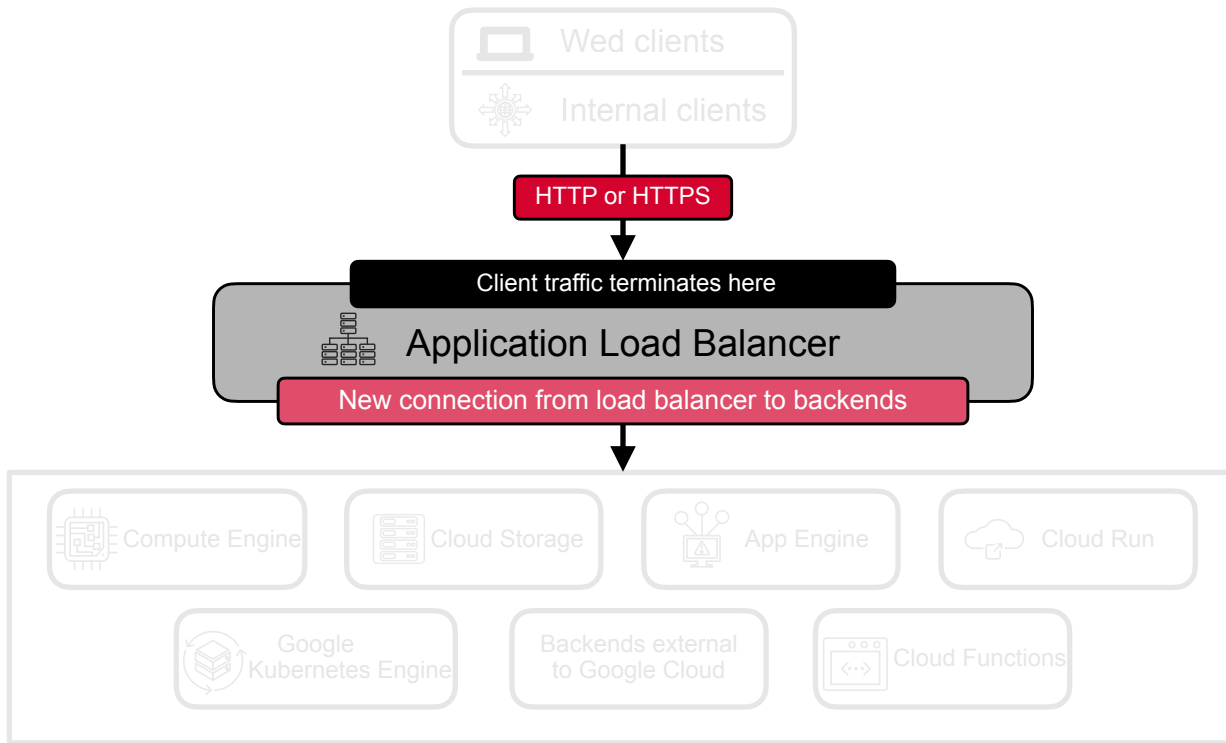 Wed clients
Internal clients
HTTP or HTTPS
Client traffic terminates here
Application Load Balancer
New connection from load balancer to backends
Compute Engine
Cloud Storage
App Engine
Cloud Run
Google
Kubernetes Engine
Backends external
to Google Cloud
Cloud Functions